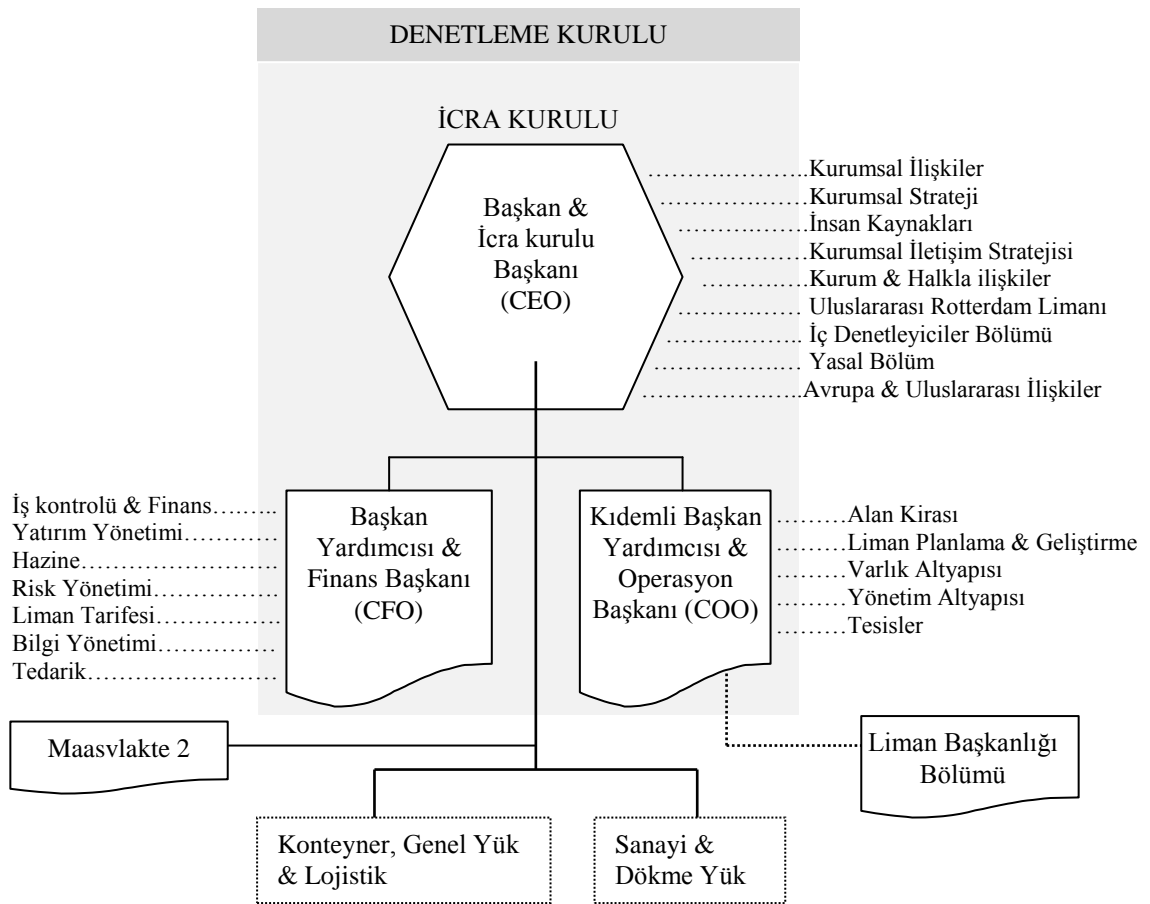 DENETLEME KURULU
İCRA KURULU
Başkan &
İcra kurulu
Başkanı
(CEO)
……….……….Kurumsal İlişkiler
……….………Kurumsal Strateji
……….……İnsan Kaynakları
……….……Kurumsal İletişim Stratejisi
……….…Kurum & Halkla ilişkiler
……….……. Uluslararası Rotterdam Limanı
………..…….. İç Denetleyiciler Bölümü
………..……… Yasal Bölüm
………….…..…..Avrupa & Uluslararası İlişkiler
İş kontrolü & Finans……..
Yatırım Yönetimi…………
Hazine……………………
Risk Yönetimi……………
Liman Tarifesi……………
Bilgi Yönetimi……………
Tedarik……………………
Başkan
Yardımcısı &
Finans Başkanı
(CFO)
Kıdemli Başkan
Yardımcısı &
Operasyon
Başkanı (COO)
………Alan Kirası
………Liman Planlama & Geliştirme
………Varlık Altyapısı
………Yönetim Altyapısı
………Tesisler
Maasvlakte 2
Liman Başkanlığı
Bölümü
Konteyner, Genel Yük
& Lojistik
Sanayi &
Dökme Yük